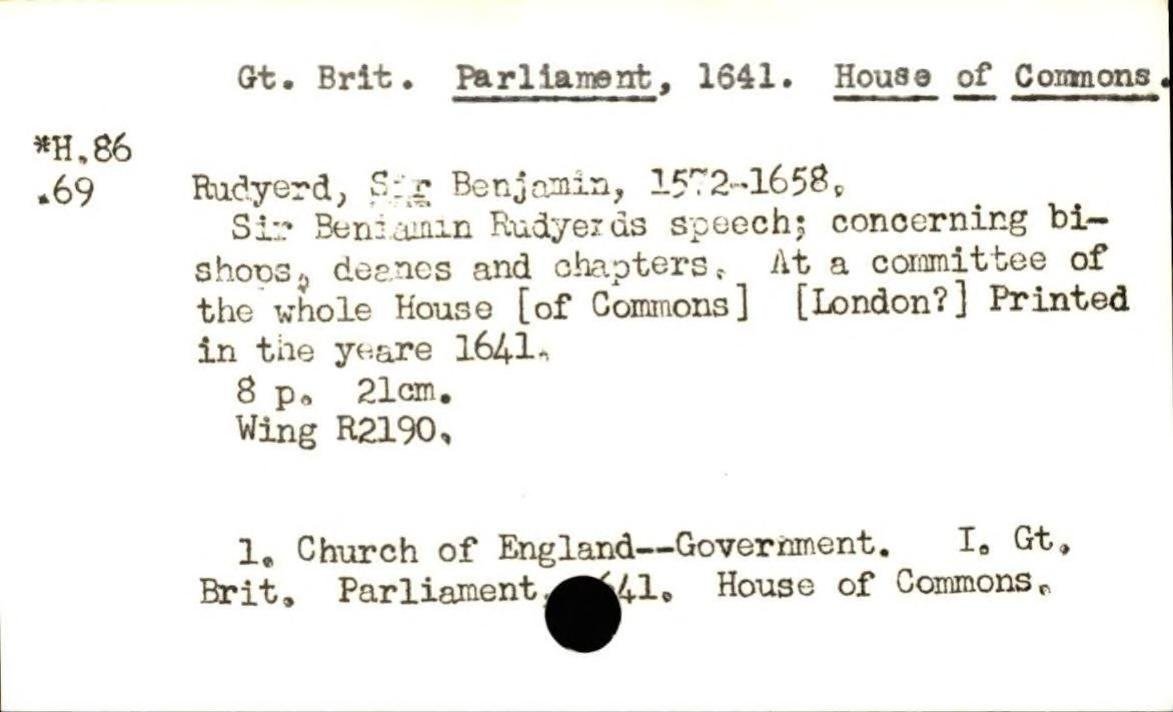 Gt. Brit. Parliament, 1641. House of Commons.
*H.86
.69
Rudyerd, Sir Benjamin, 1572-1658.
Sir Beniamin Rudyerds speech; concerning bi-
shops, deanes and chapters. At a committee of
the whole House [of Commons] [London?] Printed
in the yeare 1641.
8 p. 21cm.
Wing R2190.
1. Church of England--Government. I. Gt.
Brit. Parliament, 641. House of Commons.